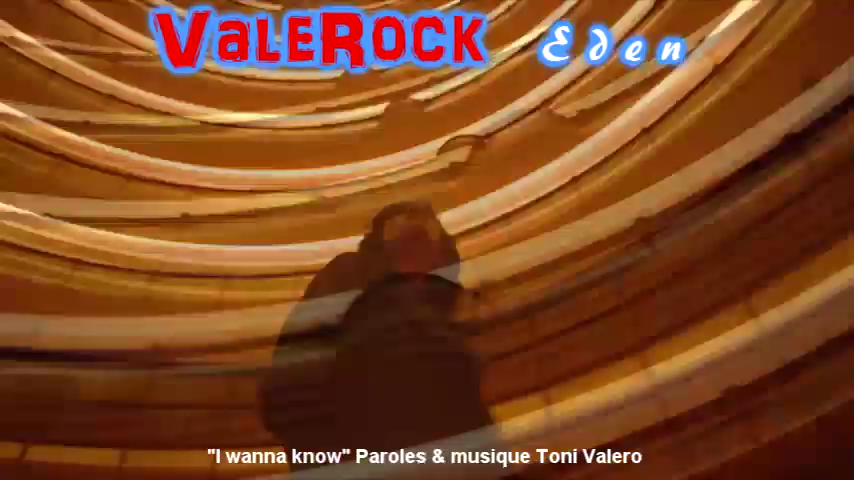 VALEROCK Eden
"I wanna know" Paroles & musique Toni Valero